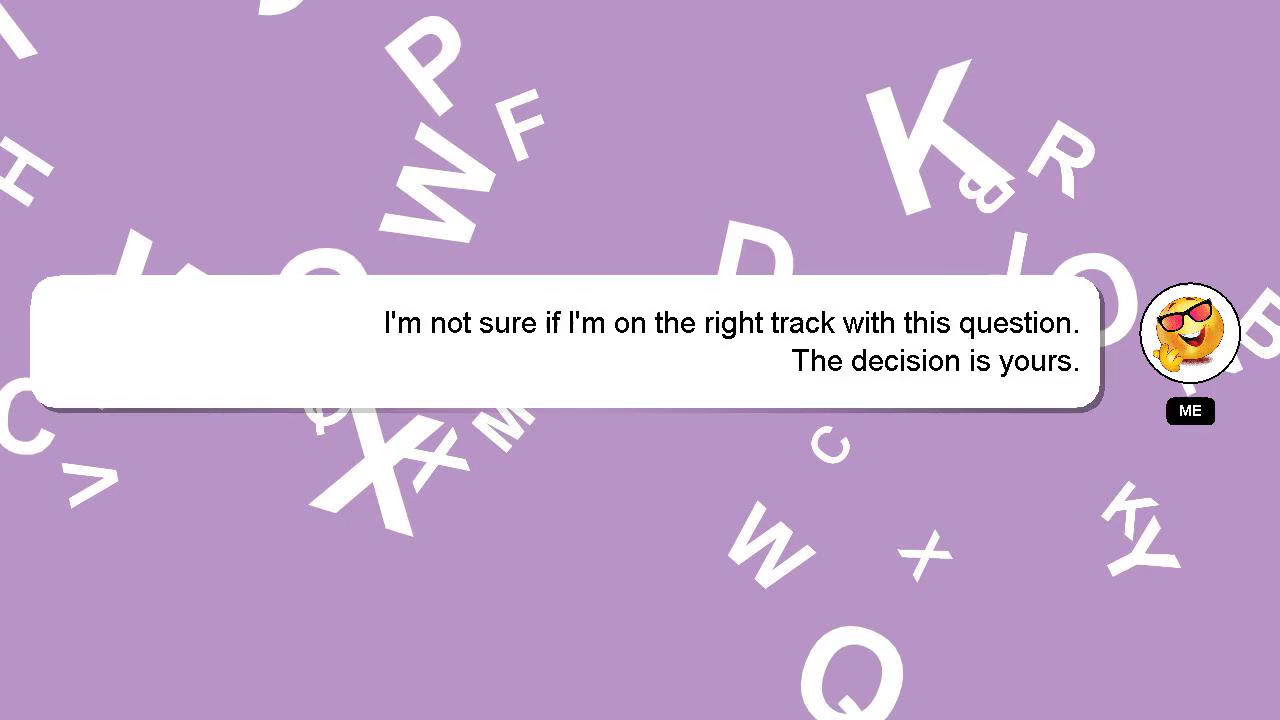 P
F
K
R
H
W
B
D
O
I'm not sure if I'm on the right track with this question.
The decision is yours.
ME
C
V
X
X
M
C
W
X
K
Y
Q